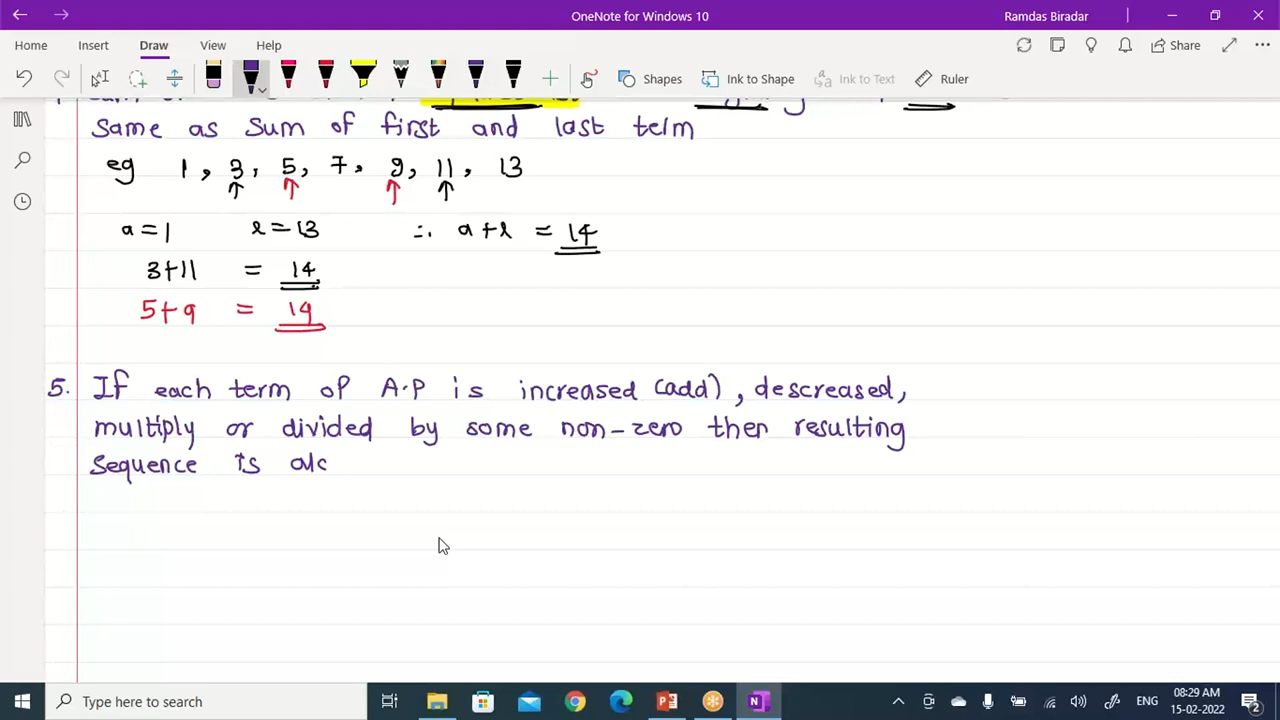 OneNote for Windows 10
Ramdas Biradar
Home Insert Draw View Help
Share
Shapes Ink to Shape Ink to Text Ruler
Same as Sum of first and last term
eg 1, 3, 5, 7, 9, 11, 13
a=1 l=13 ∴ a+l = 14
3+11 = 14
5+9 = 14
5. If each term of A.P is increased (add), descreased,
multiply or divided by some non-zero then resulting
Sequence is alc
Type here to search
ENG
08:29 AM
15-02-2022
2